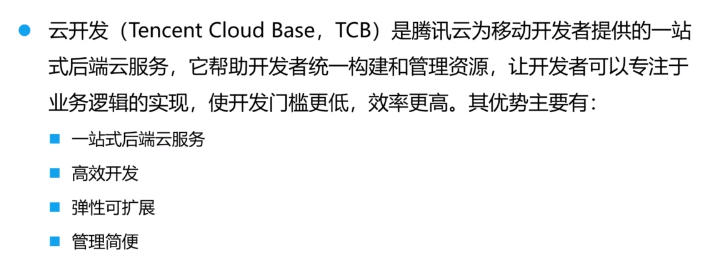 云开发（Tencent Cloud Base，TCB）是腾讯云为移动开发者提供的一站
式后端云服务，它帮助开发者统一构建和管理资源，让开发者可以专注于
业务逻辑的实现，使开发门槛更低，效率更高。其优势主要有：
一站式后端云服务
高效开发
弹性可扩展
管理简便